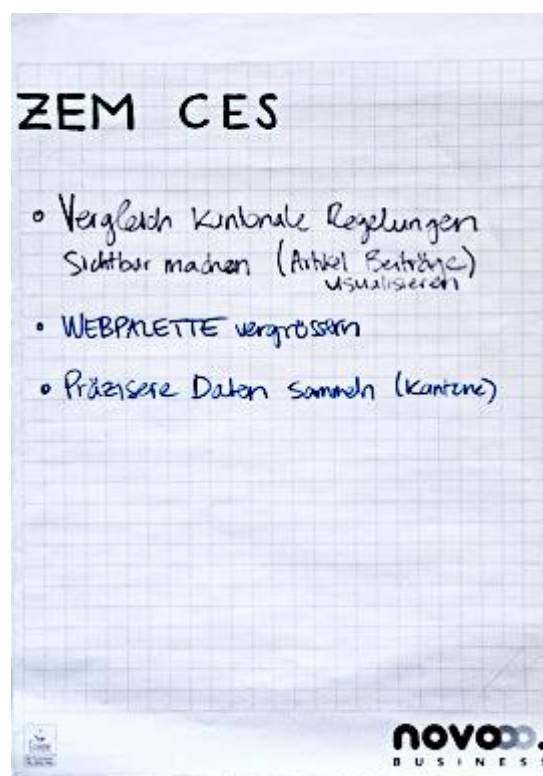 ZEM CES
• Vergleich Kantonale Regelungen
Sichtbar machen (Artikel Beiträge)
visualisieren
• WEBPALETTE vergrössern
• Präzisere Daten sammeln (Kantone)
novo
BUSINESS